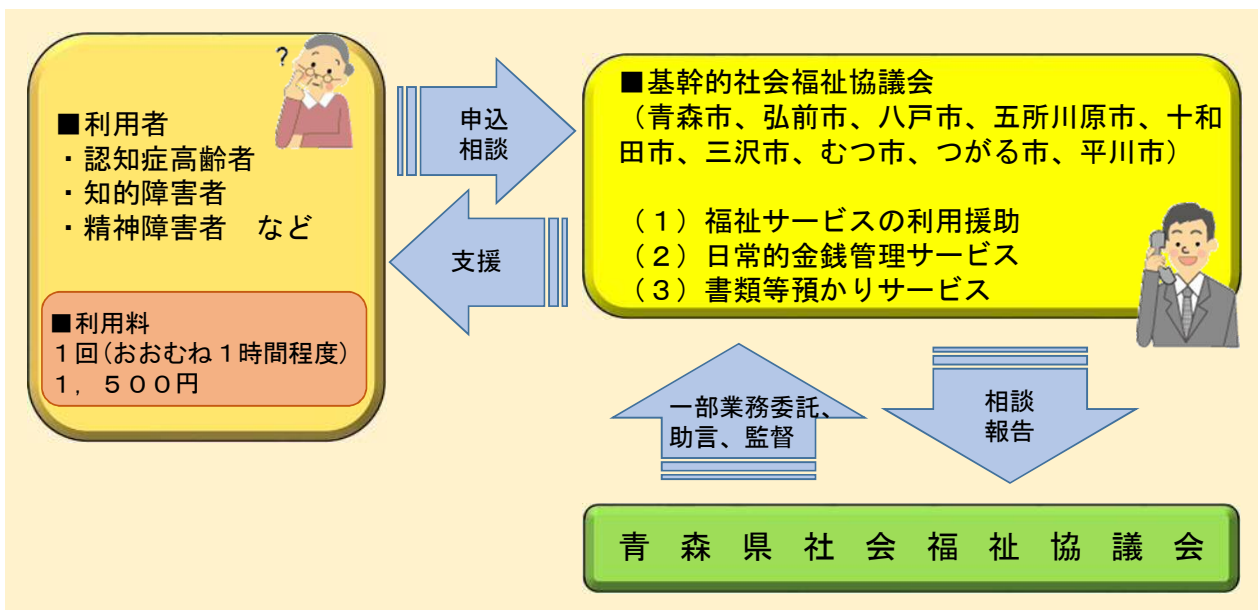 ?
■利用者
・認知症高齢者
・知的障害者
・精神障害者　など
■利用料
１回(おおむね１時間程度)
１，５００円
申込
相談
支援
■基幹的社会福祉協議会
（青森市、弘前市、八戸市、五所川原市、十和
田市、三沢市、むつ市、つがる市、平川市）
（１）福祉サービスの利用援助
（２）日常的金銭管理サービス
（３）書類等預かりサービス
一部業務委託、
助言、監督
相談
報告
青森県社会福祉協議会